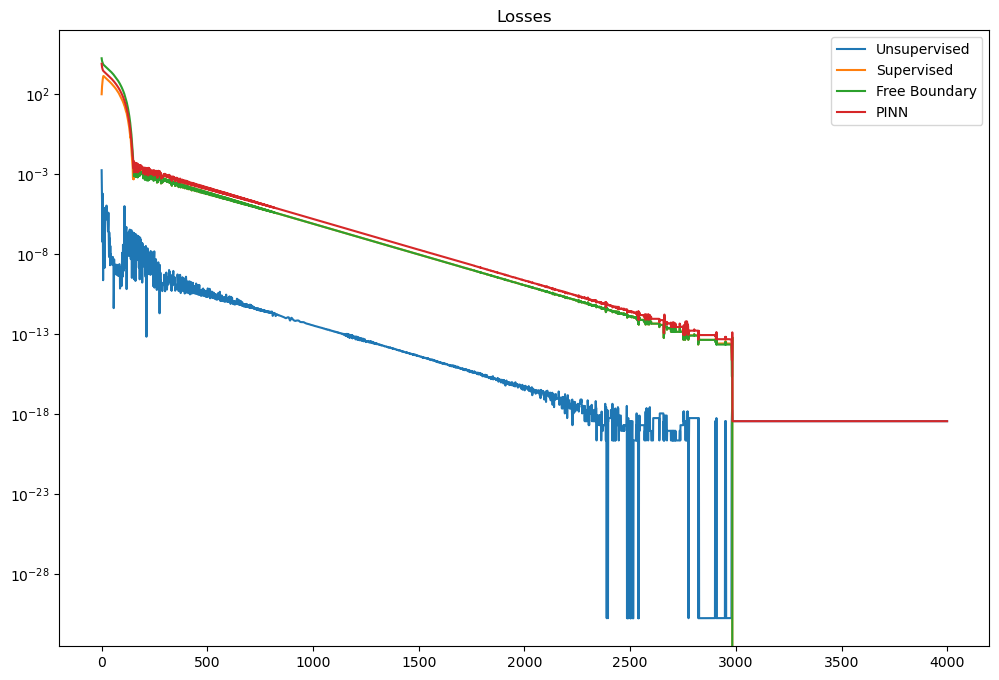 Losses
Unsupervised
Supervised
Free Boundary
PINN
10^2
10^-3
10^-8
10^-13
10^-18
10^-23
10^-28
0 500 1000 1500 2000 2500 3000 3500 4000